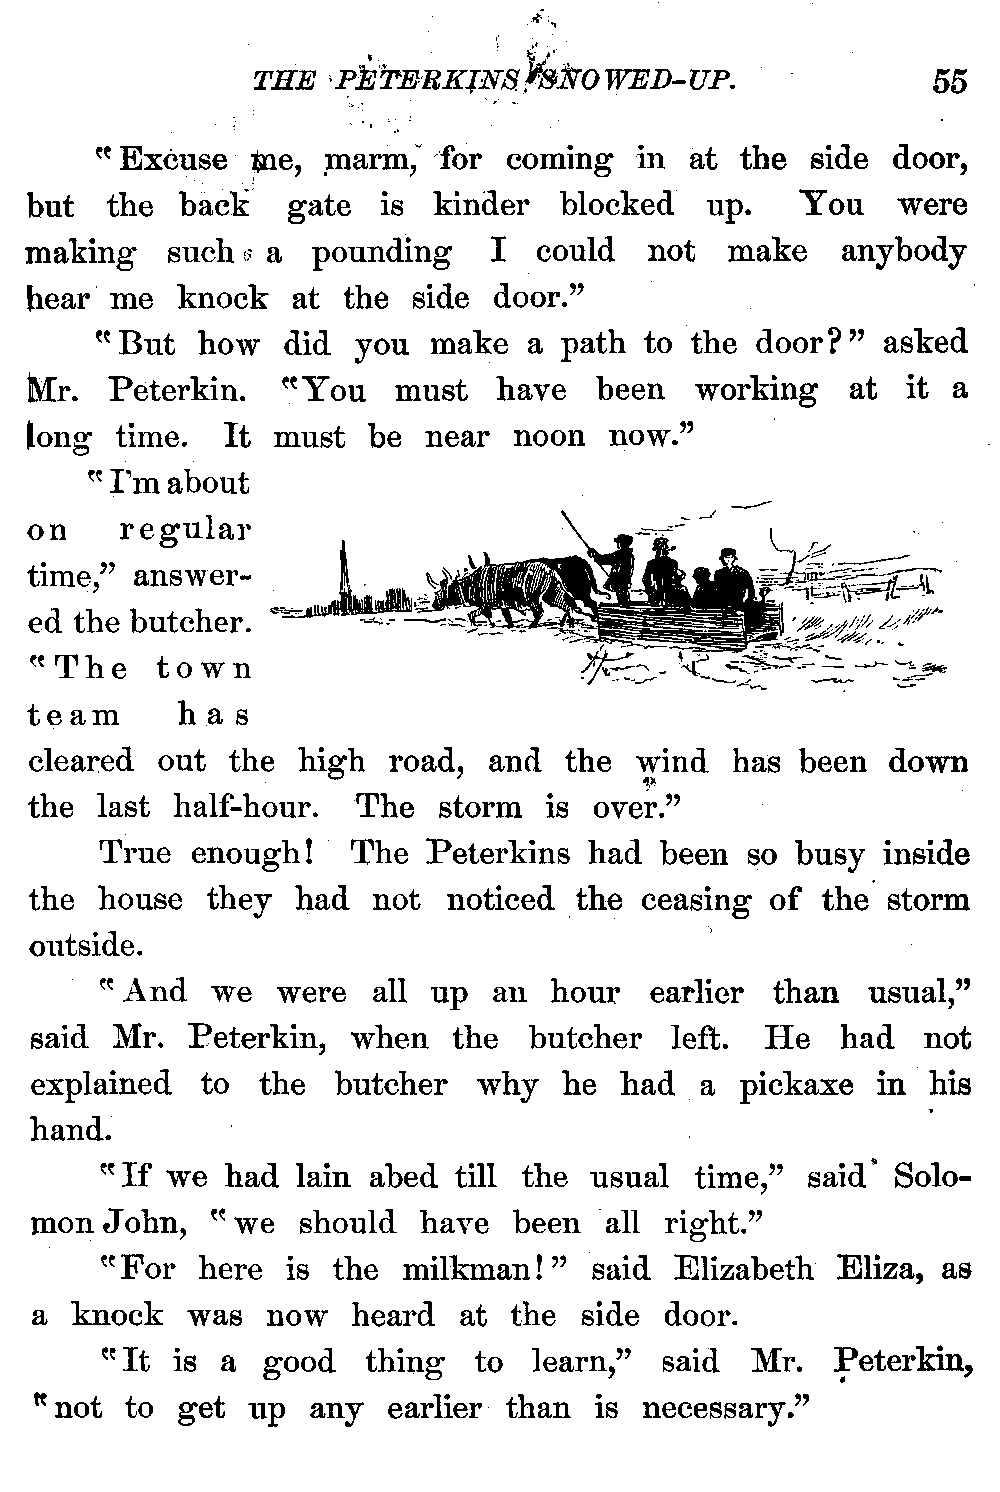 THE PETERKINS SNOWED-UP. 55
"Excuse me, marm, for coming in at the side door,
but the back gate is kinder blocked up. You were
making such a pounding I could not make anybody
hear me knock at the side door."
"But how did you make a path to the door?" asked
Mr. Peterkin. "You must have been working at it a
long time. It must be near noon now."
"I'm about
on regular
time," answer-
ed the butcher.
"The town
team has
cleared out the high road, and the wind has been down
the last half-hour. The storm is over."
True enough! The Peterkins had been so busy inside
the house they had not noticed the ceasing of the storm
outside.
"And we were all up an hour earlier than usual,"
said Mr. Peterkin, when the butcher left. He had not
explained to the butcher why he had a pickaxe in his
hand.
"If we had lain abed till the usual time," said Solo-
mon John, "we should have been all right."
"For here is the milkman!" said Elizabeth Eliza, as
a knock was now heard at the side door.
"It is a good thing to learn," said Mr. Peterkin,
"not to get up any earlier than is necessary."